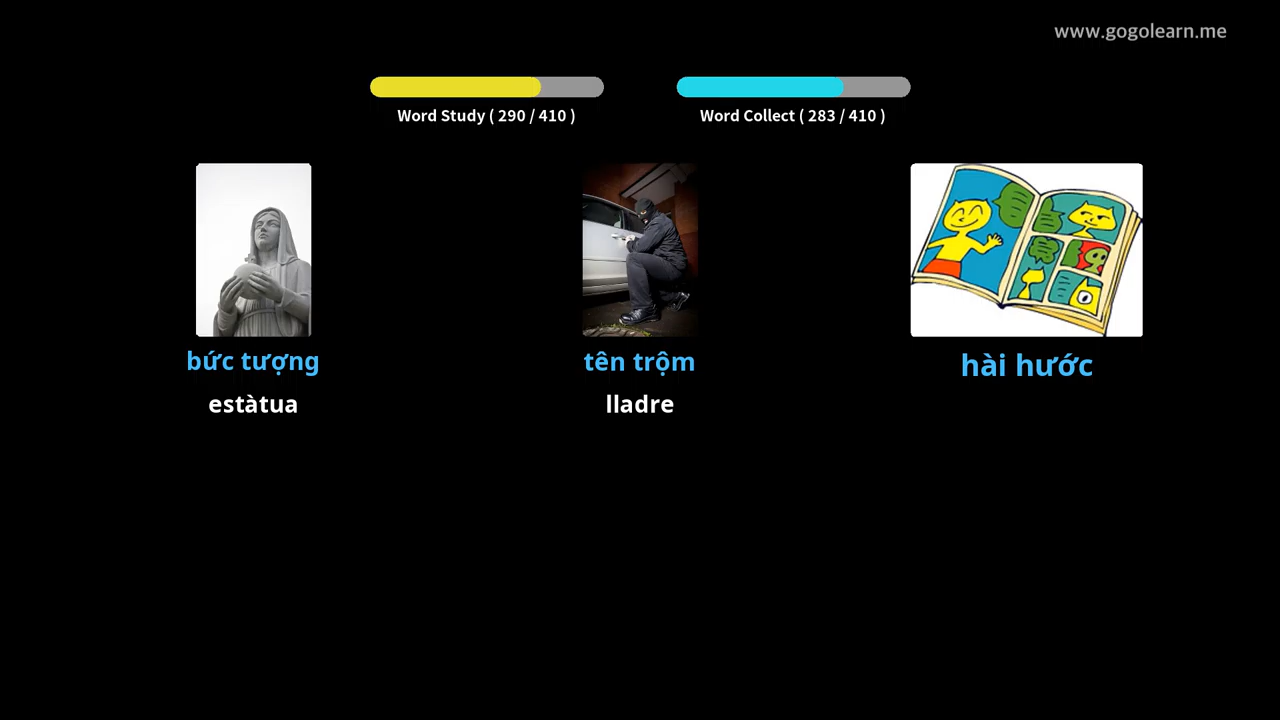 www.gogolearn.me
Word Study ( 290 / 410 )
Word Collect ( 283 / 410 )
bức tượng
tên trộm
hài hước
estàtua
lladre